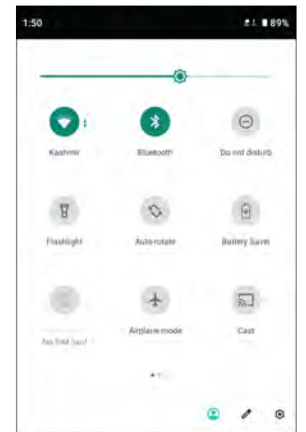 1:50 89%
Kashmir Bluetooth Do not disturb
Flashlight Auto-rotate Battery Saver
No SIM card Airplane mode Cast